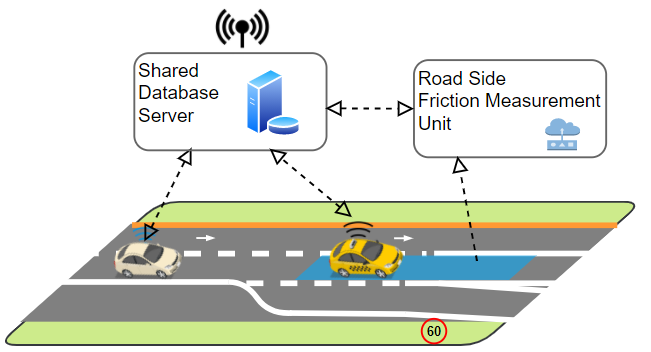 Shared
Database
Server
Road Side
Friction Measurement
Unit
60